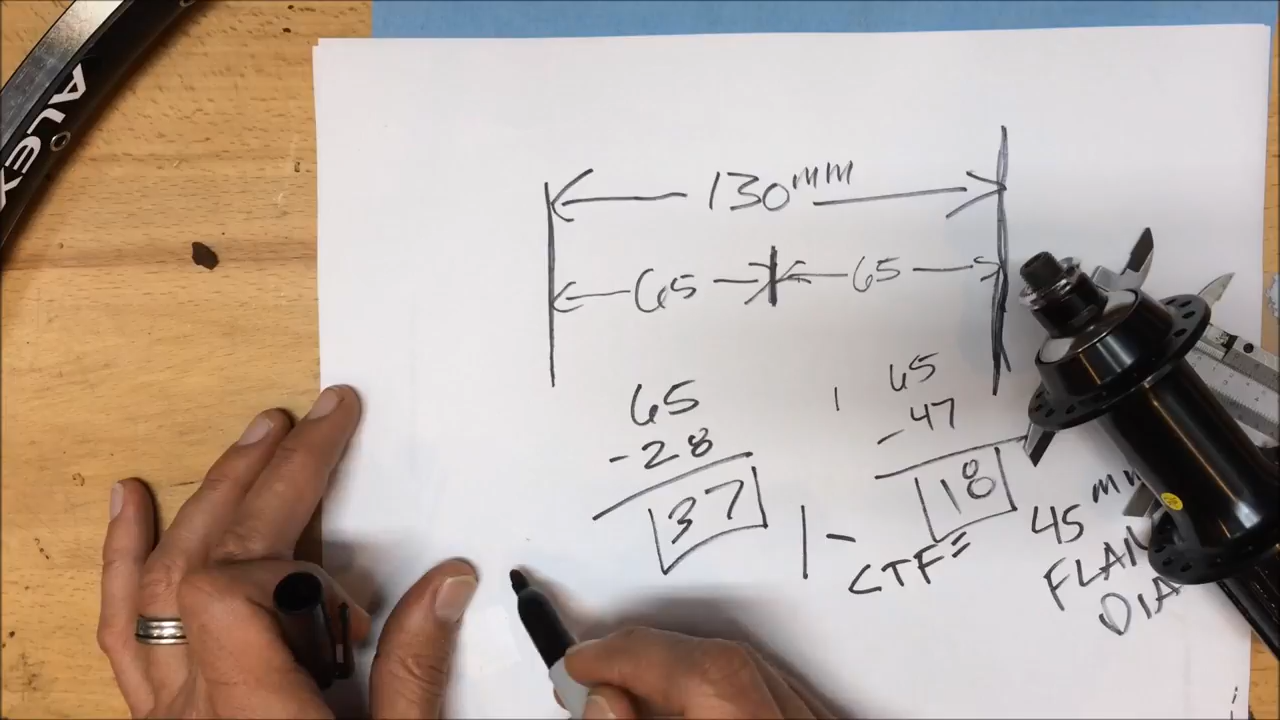 ALEX
130mm
65 65
65
-28
37
65
-47
18
CTF=
45mm
FLAN
DIA